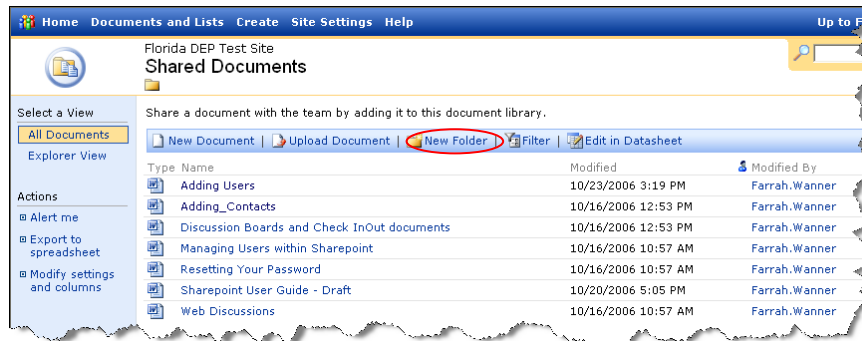 Home Documents and Lists Create Site Settings Help Up to F
Florida DEP Test Site
Shared Documents
Select a View
All Documents
Explorer View
Actions
Alert me
Export to
spreadsheet
Modify settings
and columns
Share a document with the team by adding it to this document library.
New Document | Upload Document | New Folder | Filter | Edit in Datasheet
Type Name Modified Modified By
Adding Users 10/23/2006 3:19 PM Farrah.Wanner
Adding_Contacts 10/16/2006 12:53 PM Farrah.Wanner
Discussion Boards and Check InOut documents 10/16/2006 12:53 PM Farrah.Wanner
Managing Users within Sharepoint 10/16/2006 10:57 AM Farrah.Wanner
Resetting Your Password 10/16/2006 10:57 AM Farrah.Wanner
Sharepoint User Guide - Draft 10/20/2006 5:05 PM Farrah.Wanner
Web Discussions 10/16/2006 10:57 AM Farrah.Wanner